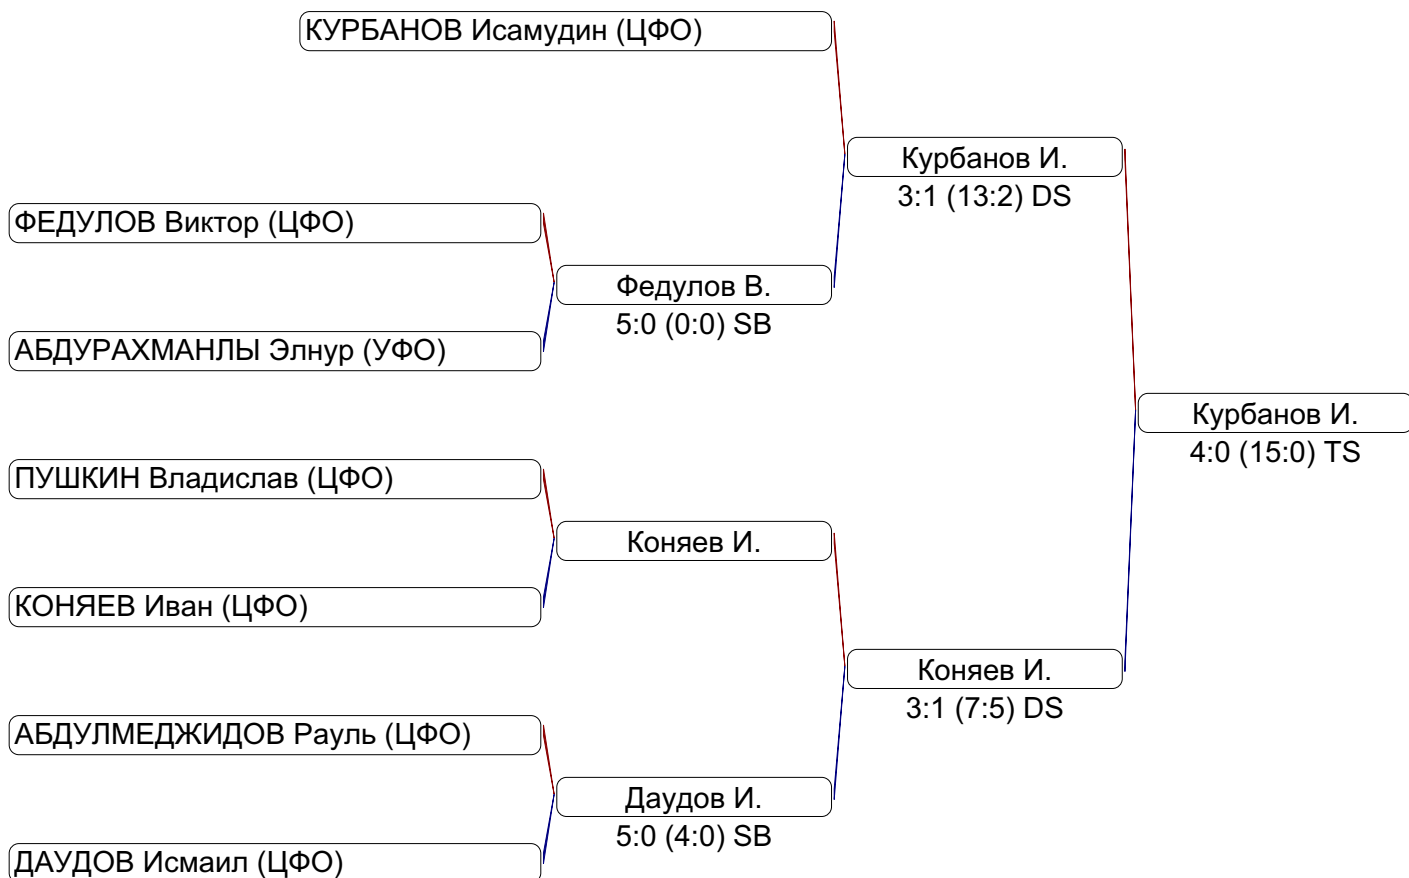 КУРБАНОВ Исамудин (ЦФО)
Курбанов И.
3:1 (13:2) DS
ФЕДУЛОВ Виктор (ЦФО)
Федулов В.
5:0 (0:0) SB
АБДУРАХМАНЛЫ Элнур (УФО)
Курбанов И.
4:0 (15:0) TS
ПУШКИН Владислав (ЦФО)
Коняев И.
КОНЯЕВ Иван (ЦФО)
Коняев И.
3:1 (7:5) DS
АБДУЛМЕДЖИДОВ Рауль (ЦФО)
Даудов И.
5:0 (4:0) SB
ДАУДОВ Исмаил (ЦФО)